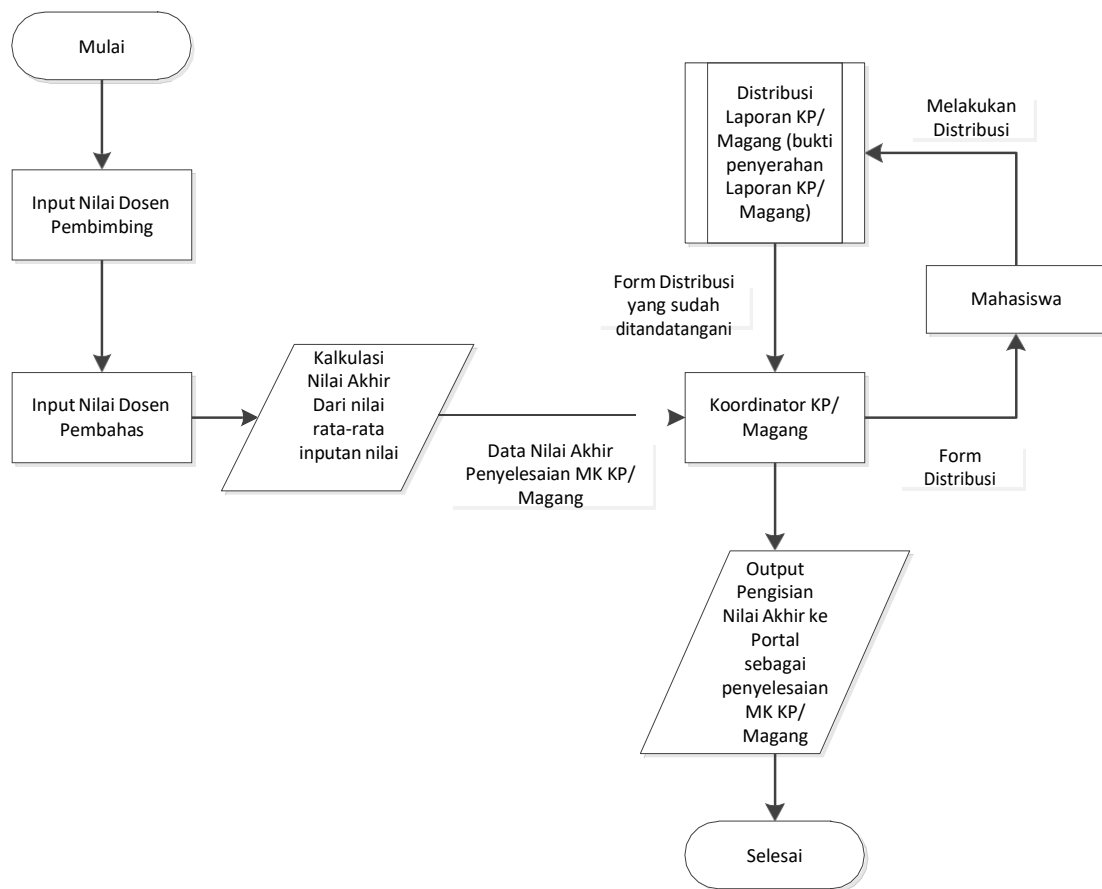 Mulai
Input Nilai Dosen
Pembimbing
Input Nilai Dosen
Pembahas
Kalkulasi
Nilai Akhir
Dari nilai
rata-rata
inputan nilai
Data Nilai Akhir
Penyelesaian MK KP/
Magang
Distribusi
Laporan KP/
Magang (bukti
penyerahan
Laporan KP/
Magang)
Melakukan
Distribusi
Form Distribusi
yang sudah
ditandatangani
Mahasiswa
Koordinator KP/
Magang
Form
Distribusi
Output
Pengisian
Nilai Akhir ke
Portal
sebagai
penyelesaian
MK KP/
Magang
Selesai